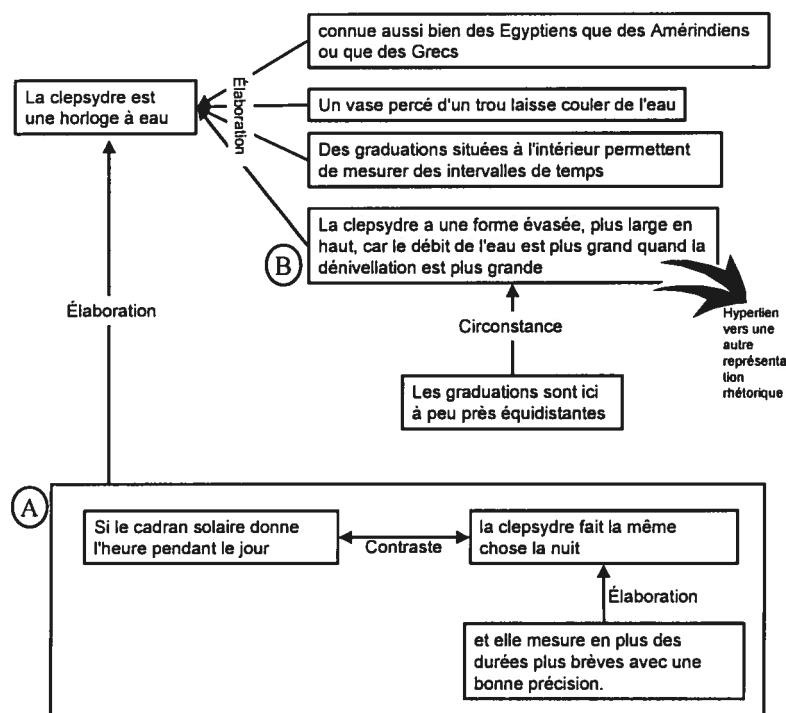 connue aussi bien des Egyptiens que des Amérindiens
ou que des Grecs
La clepsydre est
une horloge à eau
Élaboration
Un vase percé d'un trou laisse couler de l'eau
Des graduations situées à l'intérieur permettent
de mesurer des intervalles de temps
La clepsydre a une forme évasée, plus large en
haut, car le débit de l'eau est plus grand quand la
dénivellation est plus grande
B
Hyperlien
vers une
autre
représenta
tion
rhétorique
Élaboration
Circonstance
Les graduations sont ici
à peu près équidistantes
A
Si le cadran solaire donne
l'heure pendant le jour
Contraste
la clepsydre fait la même
chose la nuit
Élaboration
et elle mesure en plus des
durées plus brèves avec une
bonne précision.